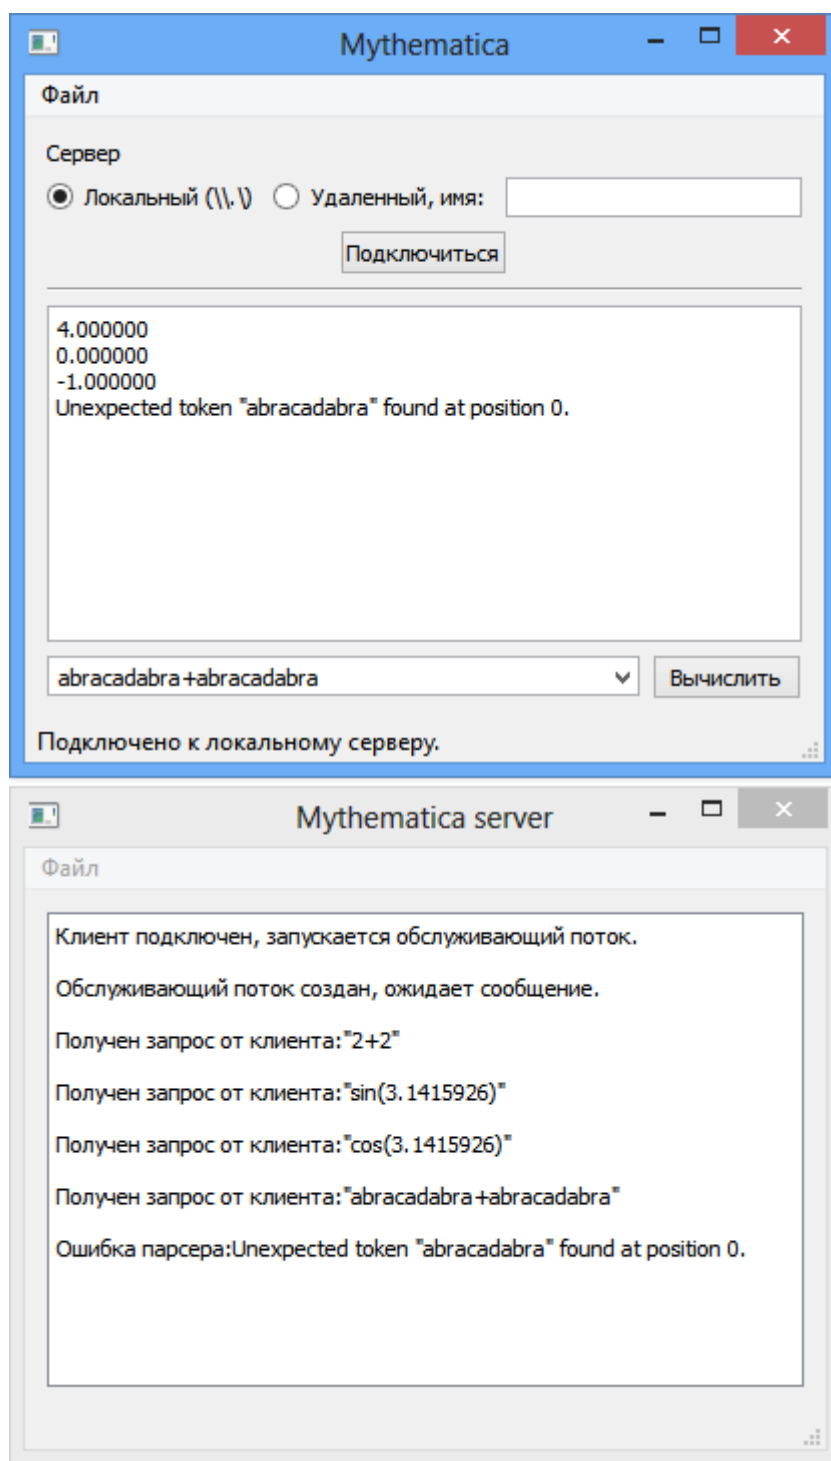 Mythematica
Файл
Сервер
Локальный (\\.\) Удаленный, имя:
Подключиться
4.000000
0.000000
-1.000000
Unexpected token "abracadabra" found at position 0.
abracadabra+abracadabra Вычислить
Подключено к локальному серверу.
Mythematica server
Файл
Клиент подключен, запускается обслуживающий поток.
Обслуживающий поток создан, ожидает сообщение.
Получен запрос от клиента:"2+2"
Получен запрос от клиента:"sin(3.1415926)"
Получен запрос от клиента:"cos(3.1415926)"
Получен запрос от клиента:"abracadabra+abracadabra"
Ошибка парсера:Unexpected token "abracadabra" found at position 0.